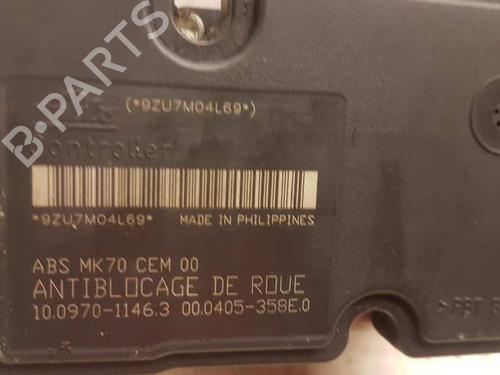 (*9ZU7M04L69*)
Controller
*9ZU7M04L69* MADE IN PHILIPPINES
ABS MK70 CEM 00
ANTIBLOCAGE DE ROUE
10.0970-1146.3 00.0405-358E.0
B-PARTS